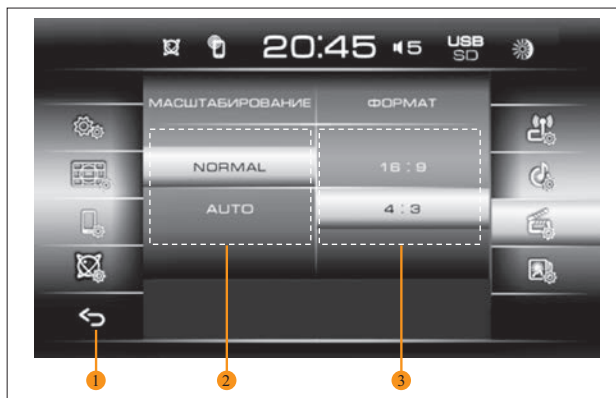 20:45 5 USB
SD
МАСШТАБИРОВАНИЕ ФОРМАТ
NORMAL 16 : 9
AUTO 4 : 3
1 2 3